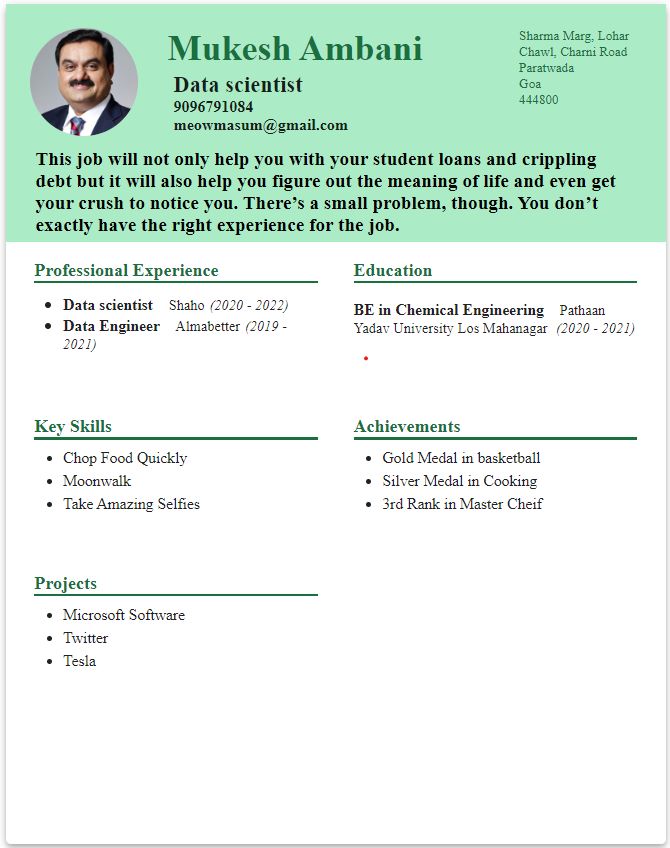 Mukesh Ambani
Data scientist
9096791084
meowmasum@gmail.com
Sharma Marg, Lohar
Chawl, Charni Road
Paratwada
Goa
444800
This job will not only help you with your student loans and crippling
debt but it will also help you figure out the meaning of life and even get
your crush to notice you. There’s a small problem, though. You don’t
exactly have the right experience for the job.
Professional Experience
Data scientist Shaho (2020 - 2022)
Data Engineer Almabetter (2019 -
2021)
Education
BE in Chemical Engineering Pathaan
Yadav University Los Mahanagar (2020 - 2021)
Key Skills
Chop Food Quickly
Moonwalk
Take Amazing Selfies
Achievements
Gold Medal in basketball
Silver Medal in Cooking
3rd Rank in Master Cheif
Projects
Microsoft Software
Twitter
Tesla